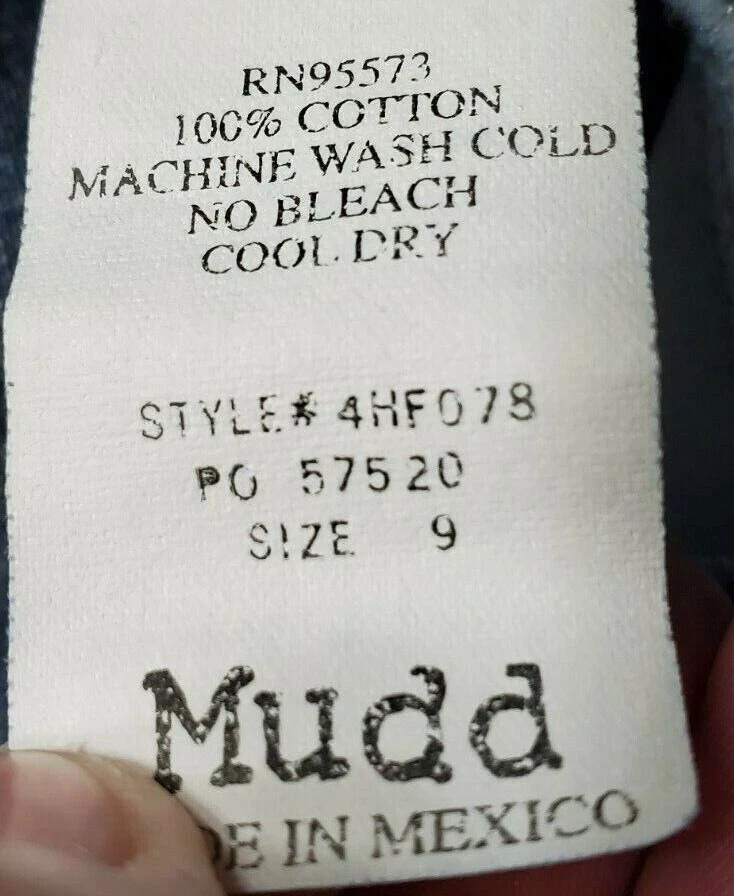 RN95573
100% COTTON
MACHINE WASH COLD
NO BLEACH
COOL DRY
STYLE# 4HF078
PO 57520
SIZE 9
Mudd
DE IN MEXICO